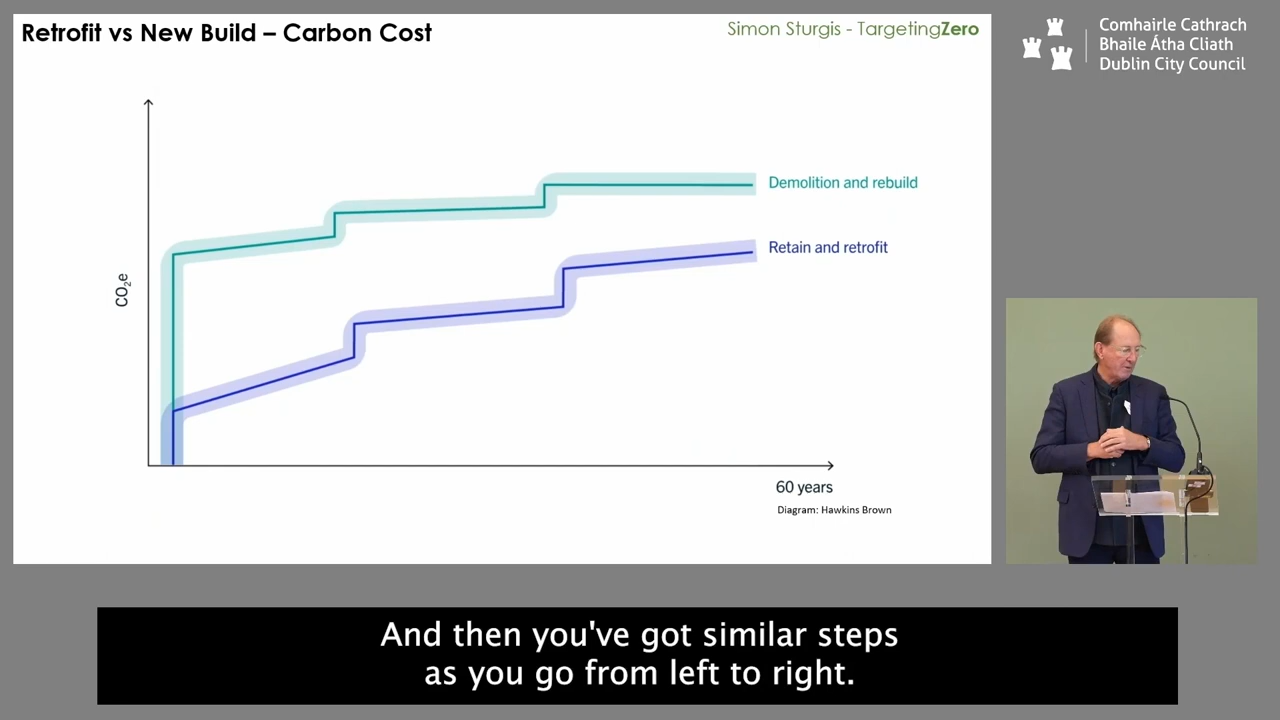 Retrofit vs New Build – Carbon Cost
Simon Sturgis - TargetingZero
Comhairle Cathrach
Bhaile Átha Cliath
Dublin City Council
Demolition and rebuild
Retain and retrofit
CO₂e
60 years
Diagram: Hawkins Brown
And then you've got similar steps
as you go from left to right.